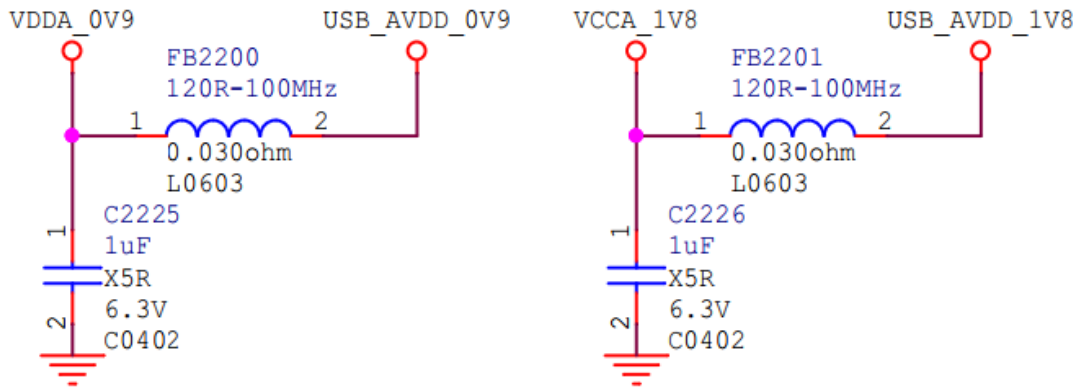 VDDA_0V9
USB_AVDD_0V9
FB2200
120R-100MHz
1
2
0.030ohm
L0603
C2225
1
1uF
X5R
6.3V
2
C0402
VCCA_1V8
USB_AVDD_1V8
FB2201
120R-100MHz
1
2
0.030ohm
L0603
C2226
1
1uF
X5R
6.3V
2
C0402